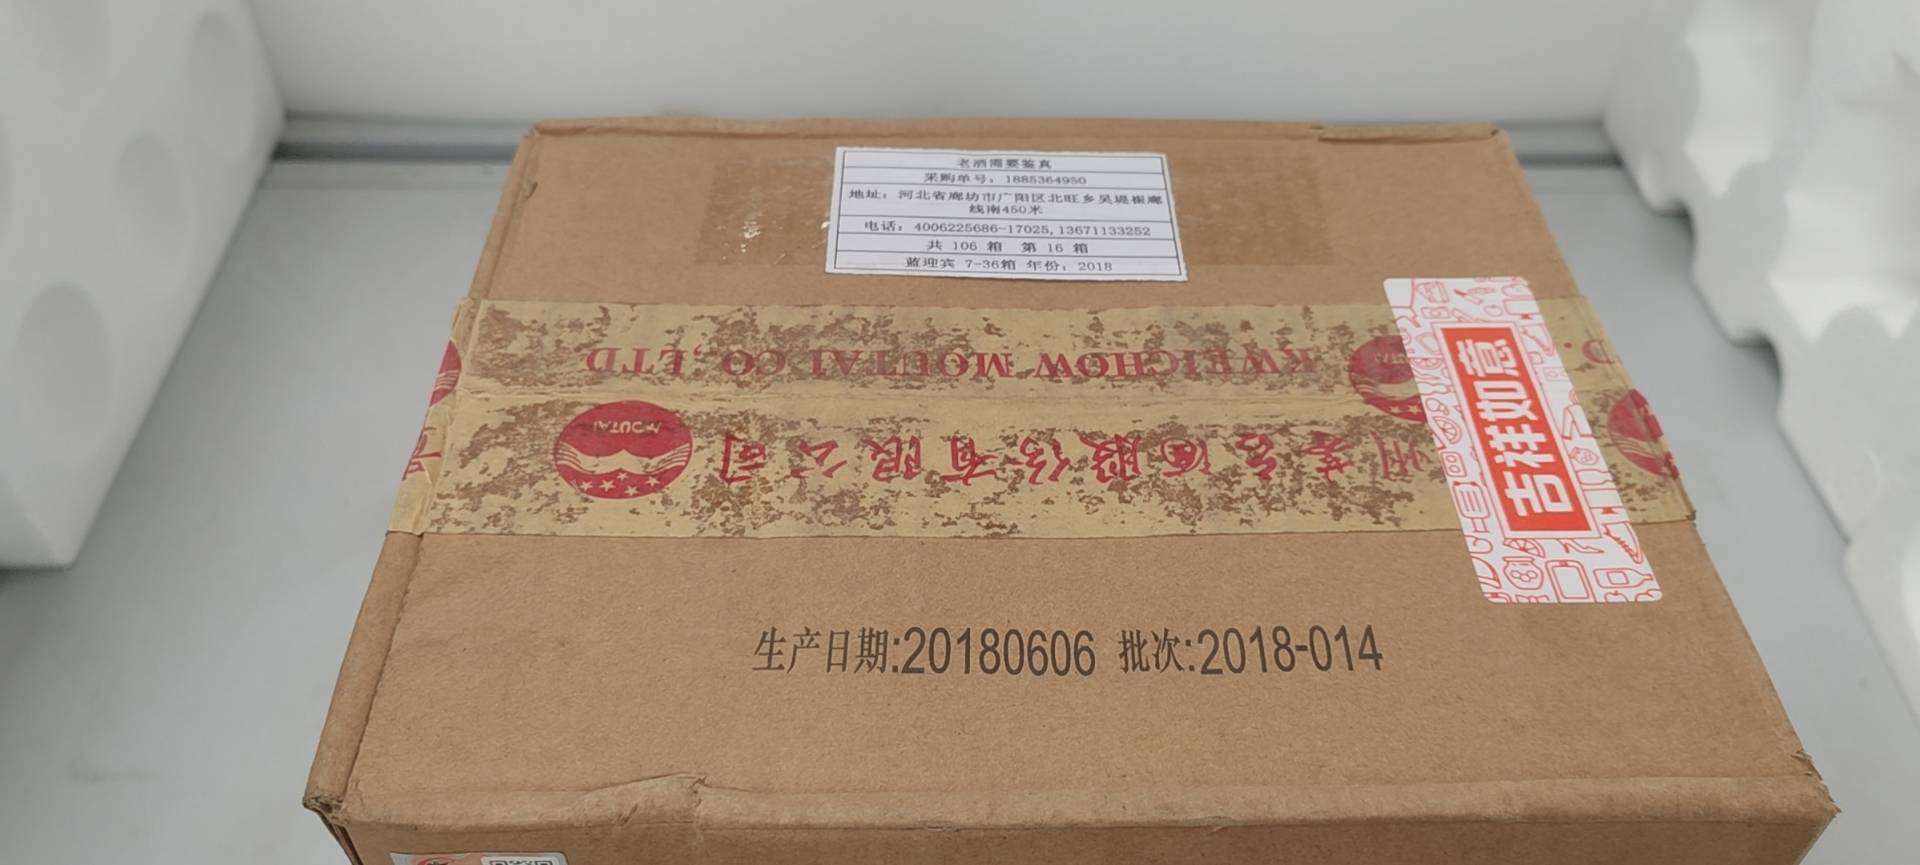 老酒需要鉴真
采购单号：1885364950
地址：河北省廊坊市广阳区北旺乡吴堤崔廊
线南450米
电话：4006225686-17025,13671133252
共 106 箱 第 16 箱
蓝迎宾 7-36箱 年份：2018
KWEICHOW MOUTAI CO.,LTD
D.
MOUTAI
州茅台酒股份有限公司
司
吉祥如意
生产日期:20180606 批次:2018-014